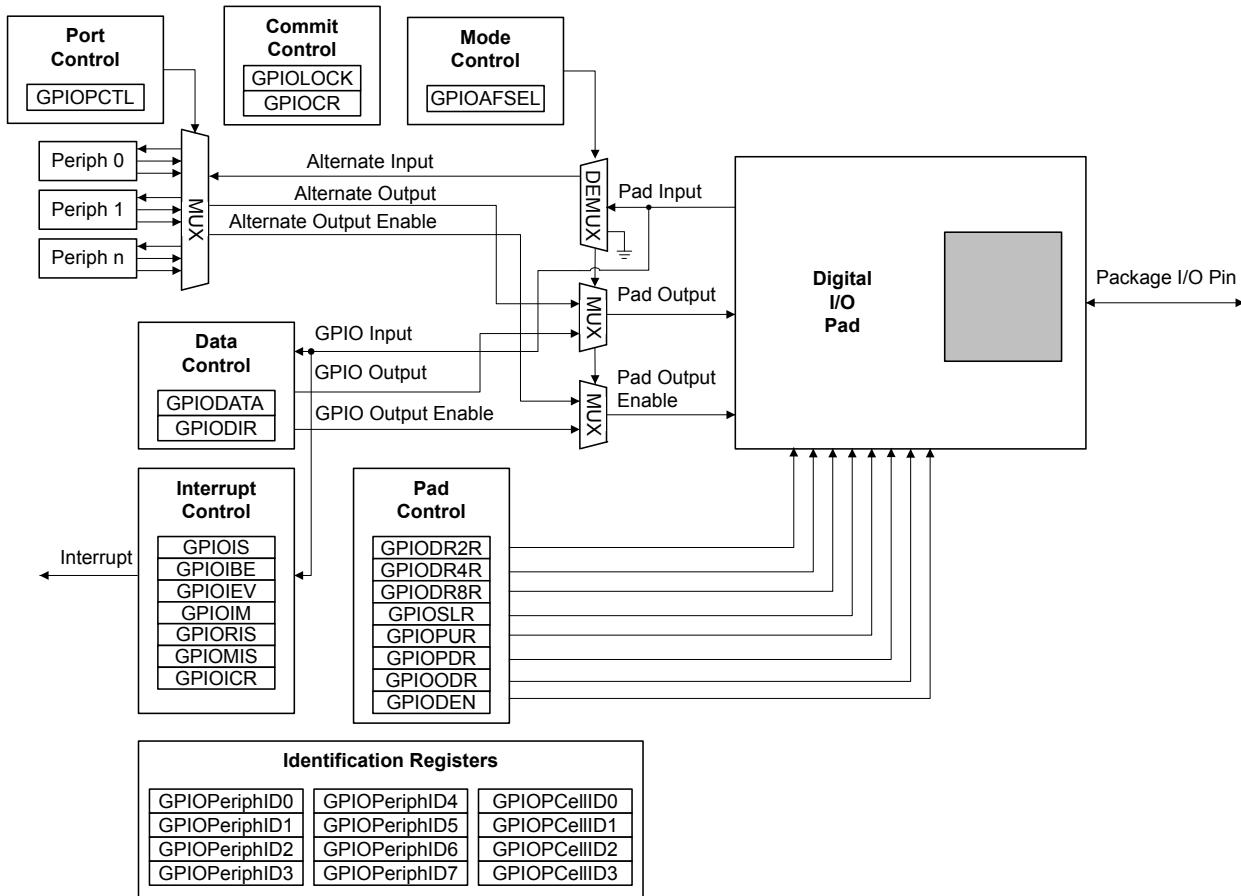 Port
Control
GPIOPCTL
Commit
Control
GPIOLOCK
GPIOCR
Mode
Control
GPIOAFSEL
Periph 0
Periph 1
Periph n
MUX
Alternate Input
Alternate Output
Alternate Output Enable
DEMUX
Pad Input
MUX
Pad Output
MUX
Pad Output
Enable
Digital
I/O
Pad
Package I/O Pin
Data
Control
GPIODATA
GPIODIR
GPIO Input
GPIO Output
GPIO Output Enable
Interrupt
Interrupt
Control
GPIOIS
GPIOIBE
GPIOIEV
GPIOIM
GPIORIS
GPIOMIS
GPIOICR
Pad
Control
GPIODR2R
GPIODR4R
GPIODR8R
GPIOSLR
GPIOPUR
GPIOPDR
GPIOODR
GPIODEN
Identification Registers
GPIOPeriphID0
GPIOPeriphID1
GPIOPeriphID2
GPIOPeriphID3
GPIOPeriphID4
GPIOPeriphID5
GPIOPeriphID6
GPIOPeriphID7
GPIOPCellID0
GPIOPCellID1
GPIOPCellID2
GPIOPCellID3